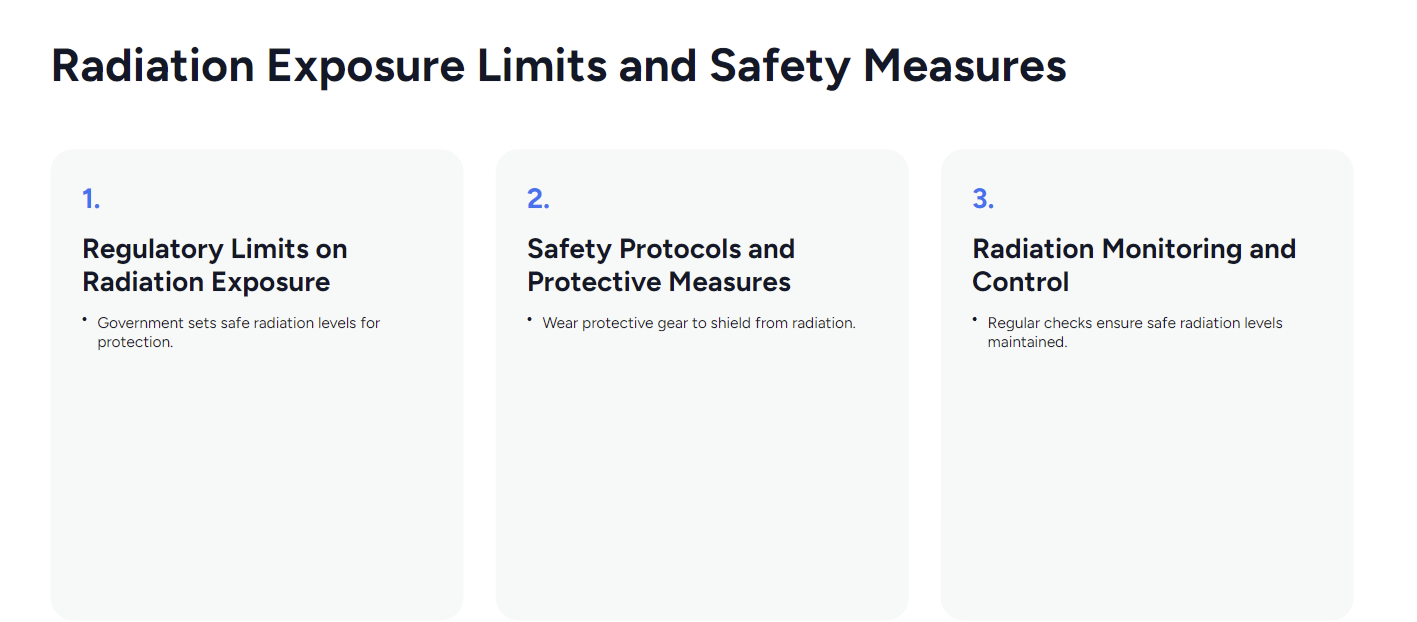 Radiation Exposure Limits and Safety Measures
1.
Regulatory Limits on
Radiation Exposure
• Government sets safe radiation levels for
protection.
2.
Safety Protocols and
Protective Measures
• Wear protective gear to shield from radiation.
3.
Radiation Monitoring and
Control
• Regular checks ensure safe radiation levels
maintained.